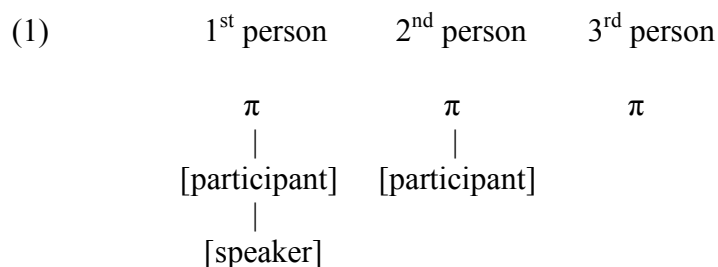 (1) 1st person 2nd person 3rd person
π π π
| |
[participant] [participant]
|
[speaker]